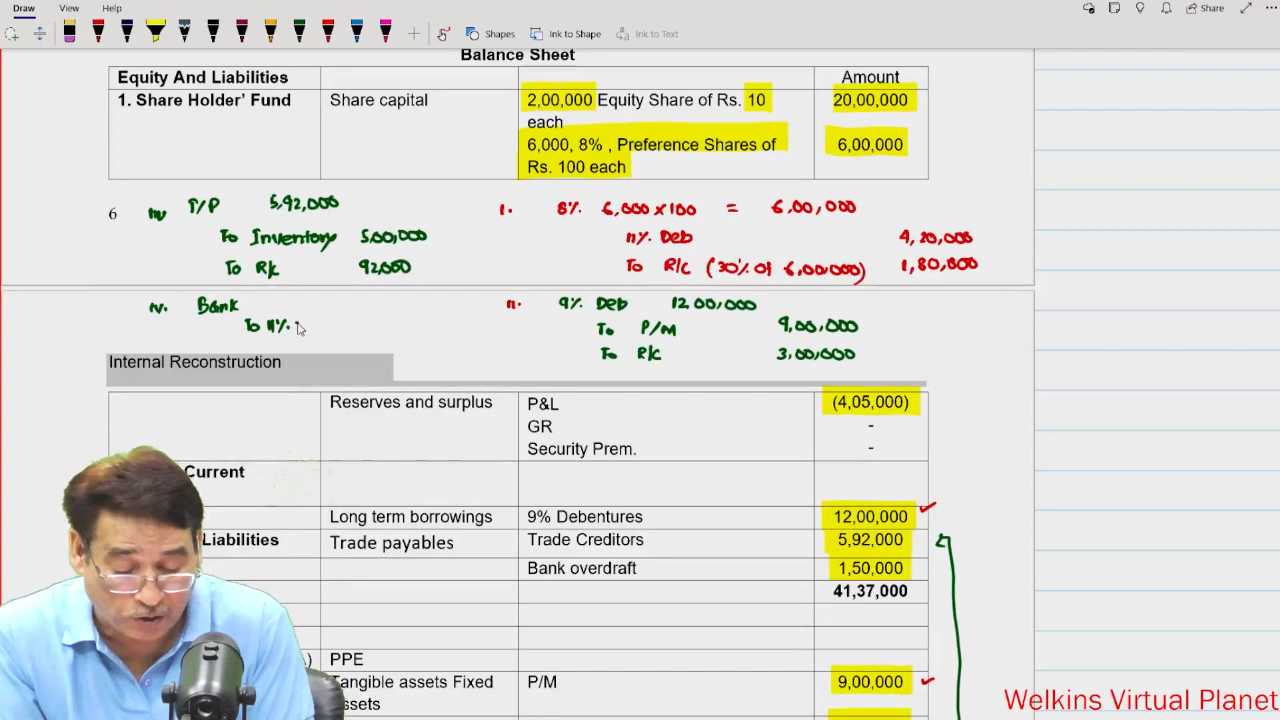 Draw View Help
Shapes Ink to Shape Ink to Text Share
Balance Sheet
Equity And Liabilities Amount
1. Share Holder’ Fund Share capital 2,00,000 Equity Share of Rs. 10 each 20,00,000
6,000, 8% , Preference Shares of Rs. 100 each 6,00,000
6
iv T/P 5,92,000
To Inventory 5,00,000
To R/c 92,000
1. 8% 6,000 x 100 = 6,00,000
11% Deb 4,20,000
To R/c (30% of 6,00,000) 1,80,000
iv. Bank
To 11%
11. 9% Deb 12,00,000
To P/M 9,00,000
To R/c 3,00,000
Internal Reconstruction
Reserves and surplus P&L (4,05,000)
GR -
Security Prem. -
Current
Long term borrowings 9% Debentures 12,00,000
Liabilities Trade payables Trade Creditors 5,92,000
Bank overdraft 1,50,000
41,37,000
) PPE
Tangible assets Fixed P/M 9,00,000
ssets
Welkins Virtual Planet